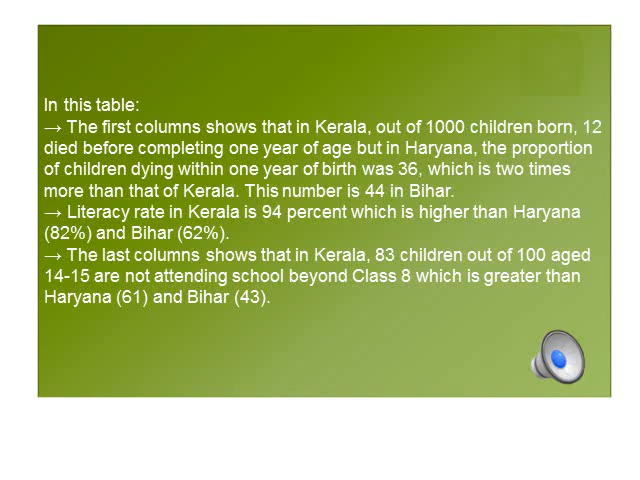 In this table:
→ The first columns shows that in Kerala, out of 1000 children born, 12
died before completing one year of age but in Haryana, the proportion
of children dying within one year of birth was 36, which is two times
more than that of Kerala. This number is 44 in Bihar.
→ Literacy rate in Kerala is 94 percent which is higher than Haryana
(82%) and Bihar (62%).
→ The last columns shows that in Kerala, 83 children out of 100 aged
14-15 are not attending school beyond Class 8 which is greater than
Haryana (61) and Bihar (43).